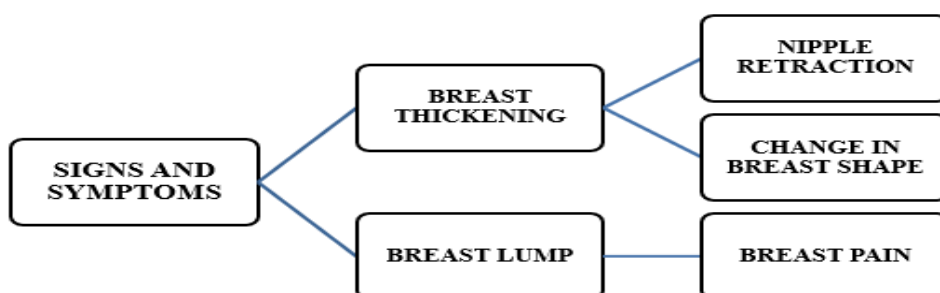 SIGNS AND
SYMPTOMS
BREAST
THICKENING
NIPPLE
RETRACTION
CHANGE IN
BREAST SHAPE
BREAST LUMP
BREAST PAIN